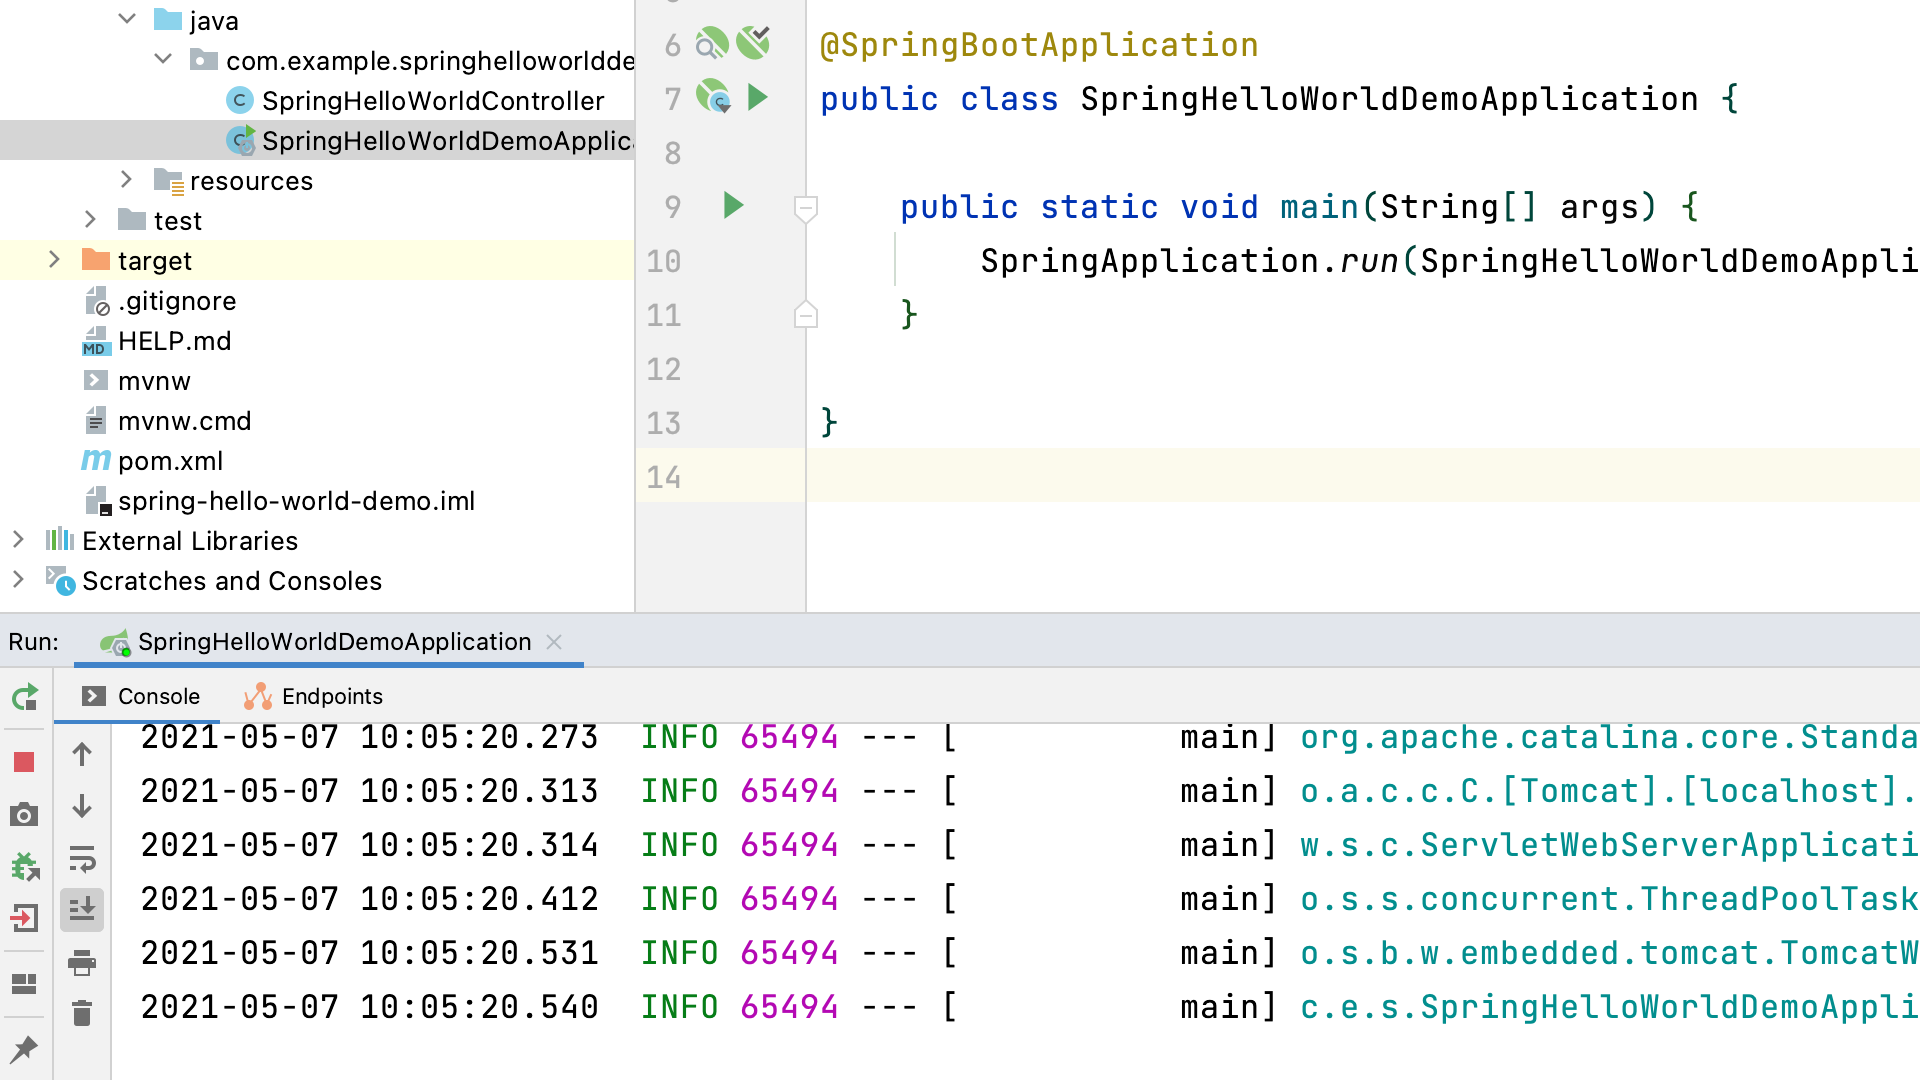 java
com.example.springhelloworldde
SpringHelloWorldController
SpringHelloWorldDemoApplic
resources
test
target
.gitignore
MD HELP.md
mvnw
mvnw.cmd
m pom.xml
spring-hello-world-demo.iml
External Libraries
Scratches and Consoles
6 @SpringBootApplication
7 public class SpringHelloWorldDemoApplication {
8
9 public static void main(String[] args) {
10 SpringApplication.run(SpringHelloWorldDemoAppli
11 }
12
13 }
14
Run: SpringHelloWorldDemoApplication
Console Endpoints
2021-05-07 10:05:20.273 INFO 65494 --- [ main] org.apache.catalina.core.Standa
2021-05-07 10:05:20.313 INFO 65494 --- [ main] o.a.c.c.C.[Tomcat].[localhost].
2021-05-07 10:05:20.314 INFO 65494 --- [ main] w.s.c.ServletWebServerApplicati
2021-05-07 10:05:20.412 INFO 65494 --- [ main] o.s.s.concurrent.ThreadPoolTask
2021-05-07 10:05:20.531 INFO 65494 --- [ main] o.s.b.w.embedded.tomcat.TomcatW
2021-05-07 10:05:20.540 INFO 65494 --- [ main] c.e.s.SpringHelloWorldDemoAppli